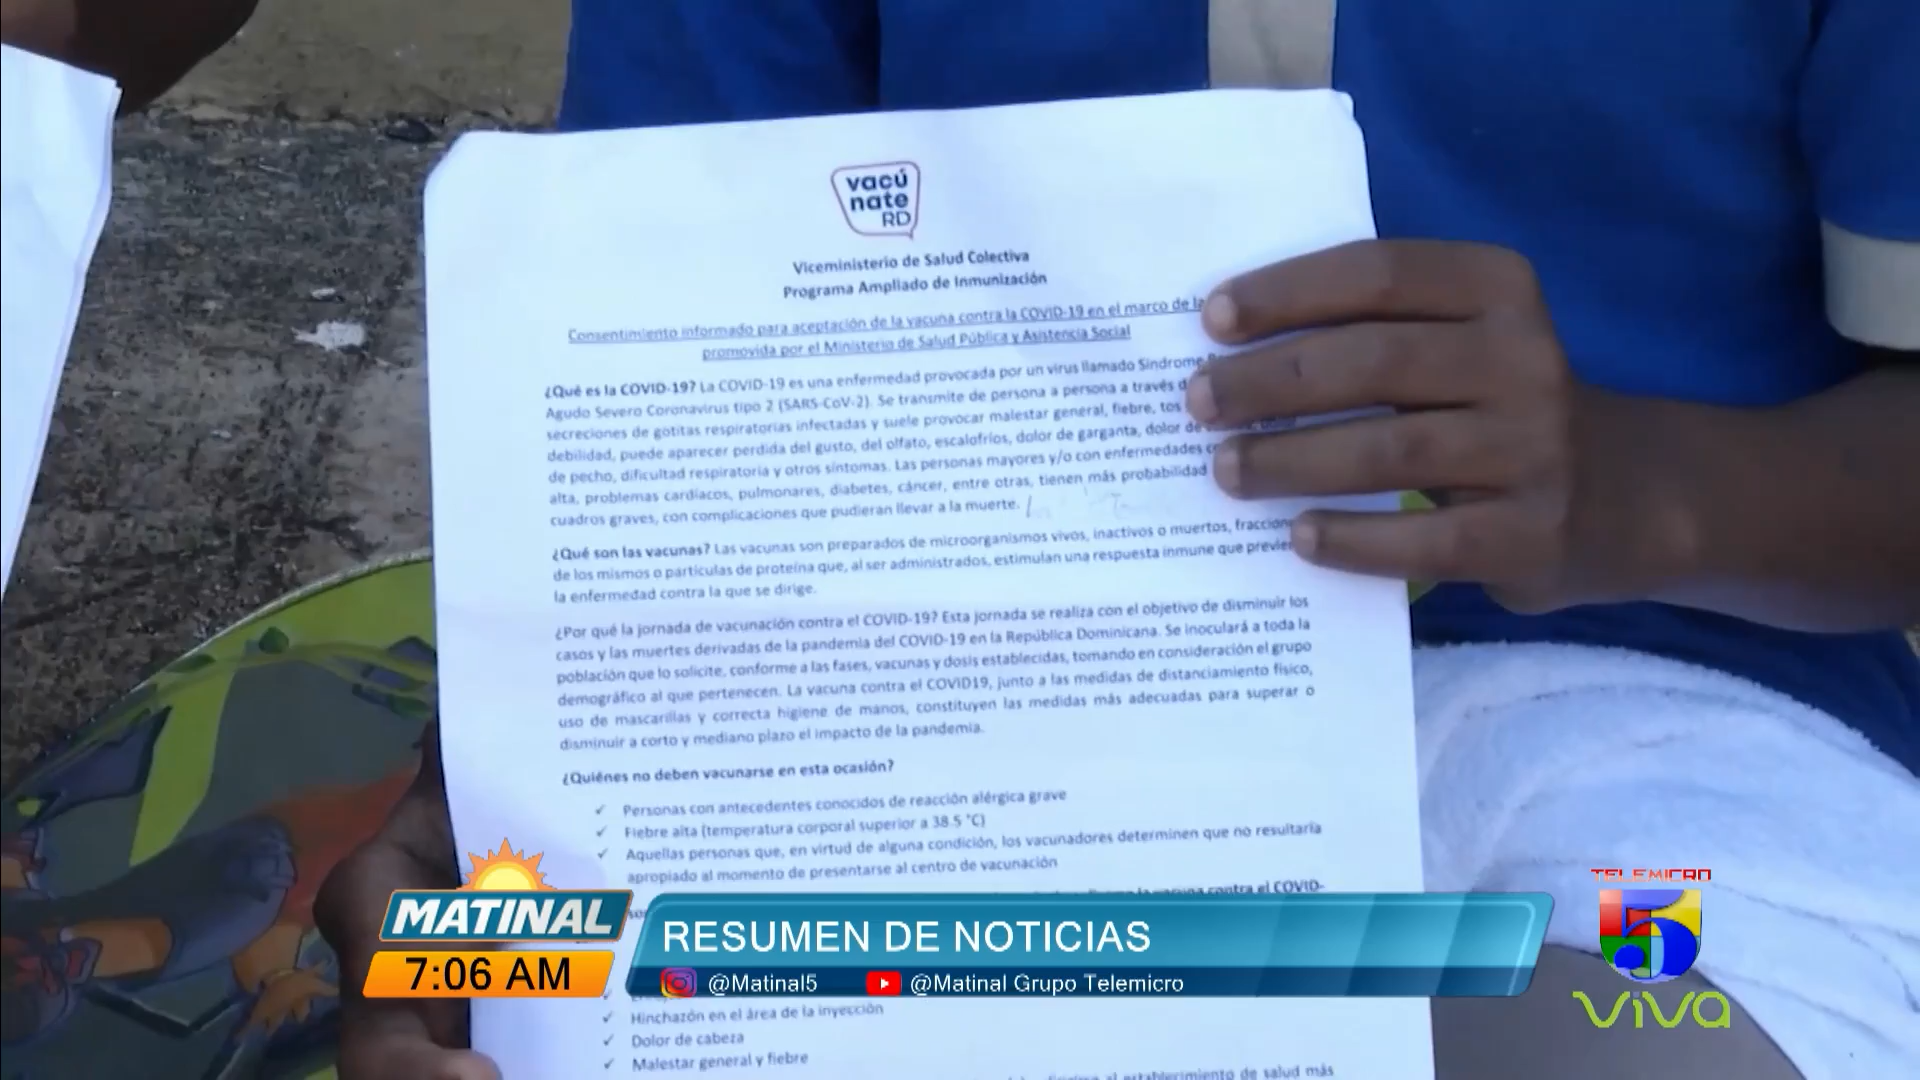 vacú
nate
RD
Viceministerio de Salud Colectiva
Programa Ampliado de Inmunización
Consentimiento informado para aceptación de la vacuna contra la COVID-19 en el marco de la
promovida por el Ministerio de Salud Pública y Asistencia Social
¿Qué es la COVID-19? La COVID-19 es una enfermedad provocada por un virus llamado Síndrome
Agudo Severo Coronavirus tipo 2 (SARS-CoV-2). Se transmite de persona a persona a través
secreciones de gotitas respiratorias infectadas y suele provocar malestar general, fiebre, tos
debilidad, puede aparecer perdida del gusto, del olfato, escalofríos, dolor de garganta, dolor de
de pecho, dificultad respiratoria y otros síntomas. Las personas mayores y/o con enfermedades
alta, problemas cardíacos, pulmonares, diabetes, cáncer, entre otras, tienen más probabilidad
cuadros graves, con complicaciones que pudieran llevar a la muerte.
¿Qué son las vacunas? Las vacunas son preparados de microorganismos vivos, inactivos o muertos,
de los mismos o partículas de proteína que, al ser administrados, estimulan una respuesta inmune que
la enfermedad contra la que se dirige.
¿Por qué la jornada de vacunación contra el COVID-19? Esta jornada se realiza con el objetivo de disminuir los
casos y las muertes derivadas de la pandemia del COVID-19 en la República Dominicana. Se inoculará a toda la
población que lo solicite, conforme a las fases, vacunas y dosis establecidas, tomando en consideración el grupo
demográfico al que pertenecen. La vacuna contra el COVID19, junto a las medidas de distanciamiento físico,
uso de mascarillas y correcta higiene de manos, constituyen las medidas más adecuadas para superar o
disminuir a corto y mediano plazo el impacto de la pandemia.
¿Quiénes no deben vacunarse en esta ocasión?
✓ Personas con antecedentes conocidos de reacción alérgica grave
✓ Fiebre alta (temperatura corporal superior a 38.5 °C)
✓ Aquellas personas que, en virtud de alguna condición, los vacunadores determinen que no resultaría
apropiado al momento de presentarse al centro de vacunación
la vacuna contra el COVID-
MATINAL
7:06 AM
RESUMEN DE NOTICIAS
@Matinal5 @Matinal Grupo Telemicro
TELEMICRO
5
ViVa
✓ Hinchazón en el área de la inyección
✓ Dolor de cabeza
✓ Malestar general y fiebre
al establecimiento de salud más